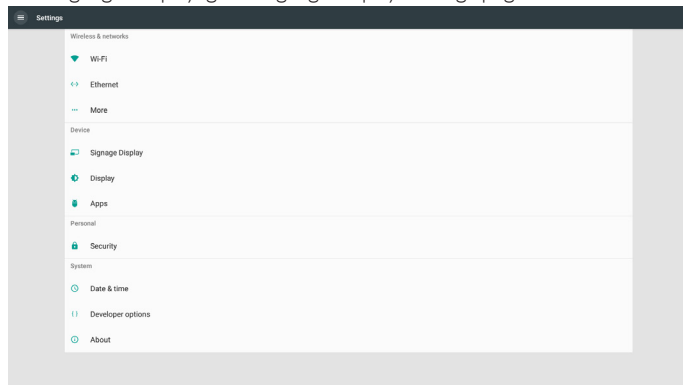 Settings
Wireless & networks
Wi-Fi
Ethernet
More
Device
Signage Display
Display
Apps
Personal
Security
System
Date & time
Developer options
About